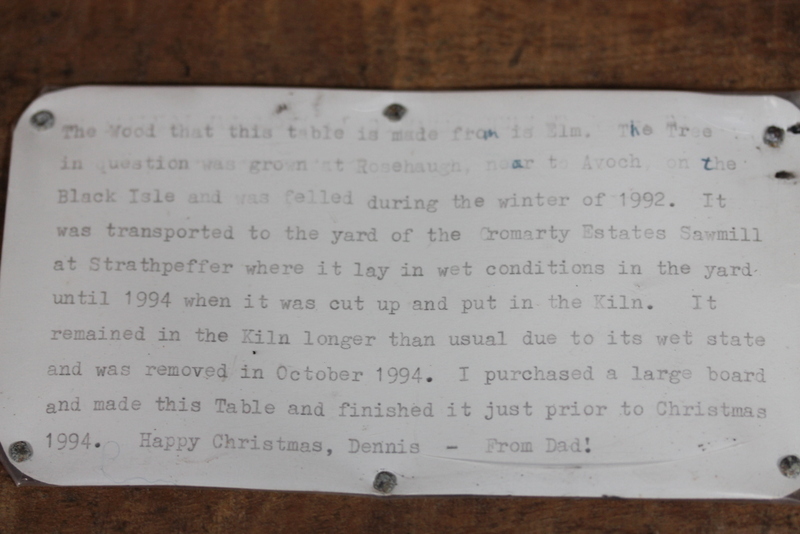 The Wood that this table is made from is Elm. The Tree
in question was grown at Rosehaugh, near to Avoch, on the
Black Isle and was felled during the winter of 1992. It
was transported to the yard of the Cromarty Estates Sawmill
at Strathpeffer where it lay in wet conditions in the yard
until 1994 when it was cut up and put in the Kiln. It
remained in the Kiln longer than usual due to its wet state
and was removed in October 1994. I purchased a large board
and made this Table and finished it just prior to Christmas
1994. Happy Christmas, Dennis - From Dad!